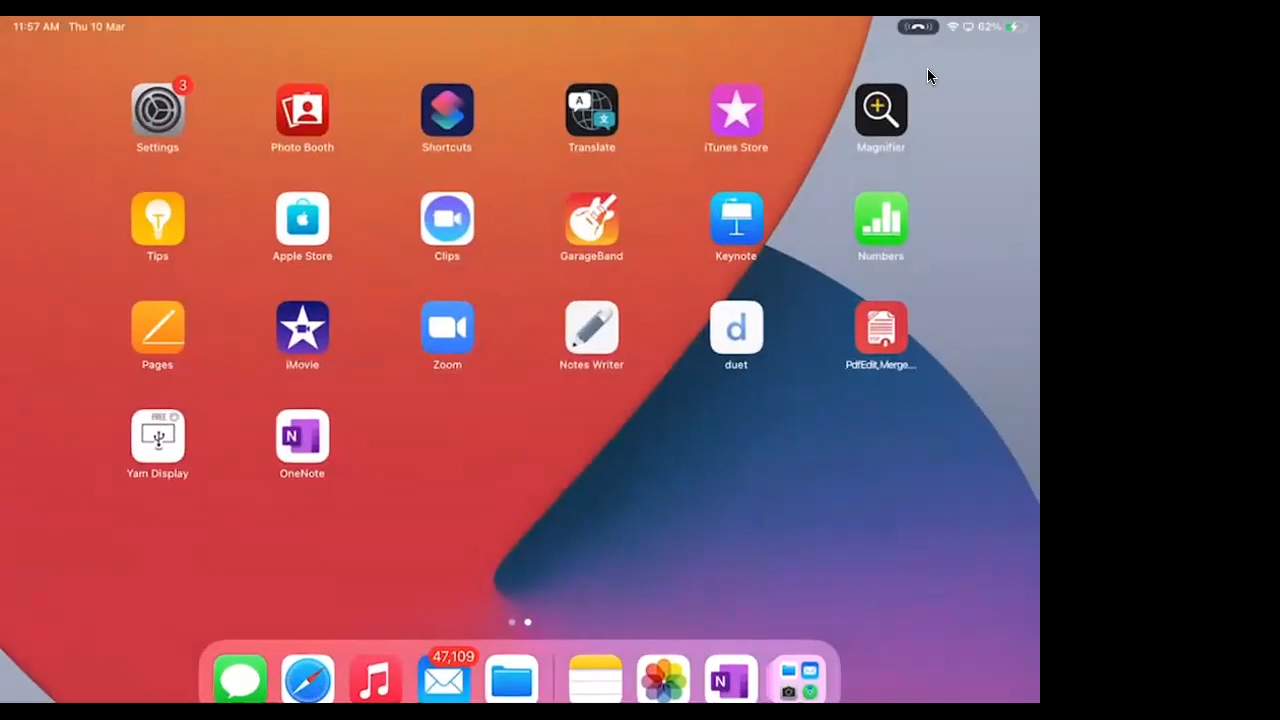 11:57 AM Thu 10 Mar
62%
3
Settings
Photo Booth
Shortcuts
Translate
iTunes Store
Magnifier
Tips
Apple Store
Clips
GarageBand
Keynote
Numbers
Pages
iMovie
Zoom
Notes Writer
d
duet
PdfEdit,Merge...
FREE
Yam Display
N
OneNote
47,109
N